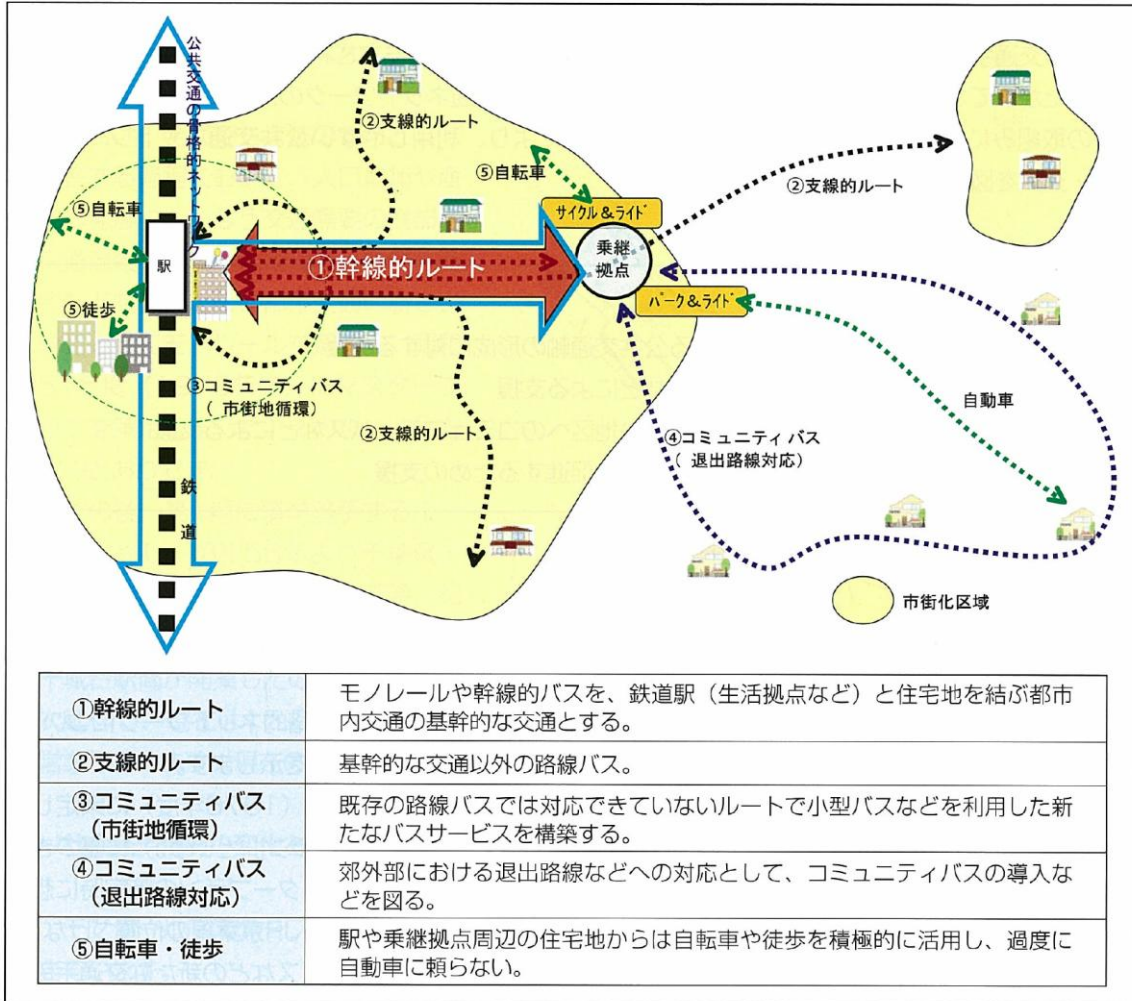 公共交通の骨格的ネットワーク
②支線的ルート
⑤自転車
サイクル&ライド
乗継
拠点
パーク&ライド
②支線的ルート
⑤自転車
駅
①幹線的ルート
⑤徒歩
③コミュニティバス
(市街地循環)
②支線的ルート
④コミュニティバス
(退出路線対応)
自動車
鉄道
市街化区域
①幹線的ルート
モノレールや幹線的バスを、鉄道駅（生活拠点など）と住宅地を結ぶ都市
内交通の基幹的な交通とする。
②支線的ルート
基幹的な交通以外の路線バス。
③コミュニティバス
（市街地循環）
既存の路線バスでは対応できていないルートで小型バスなどを利用した新
たなバスサービスを構築する。
④コミュニティバス
（退出路線対応）
郊外部における退出路線などへの対応として、コミュニティバスの導入な
どを図る。
⑤自転車・徒歩
駅や乗継拠点周辺の住宅地からは自転車や徒歩を積極的に活用し、過度に
自動車に頼らない。